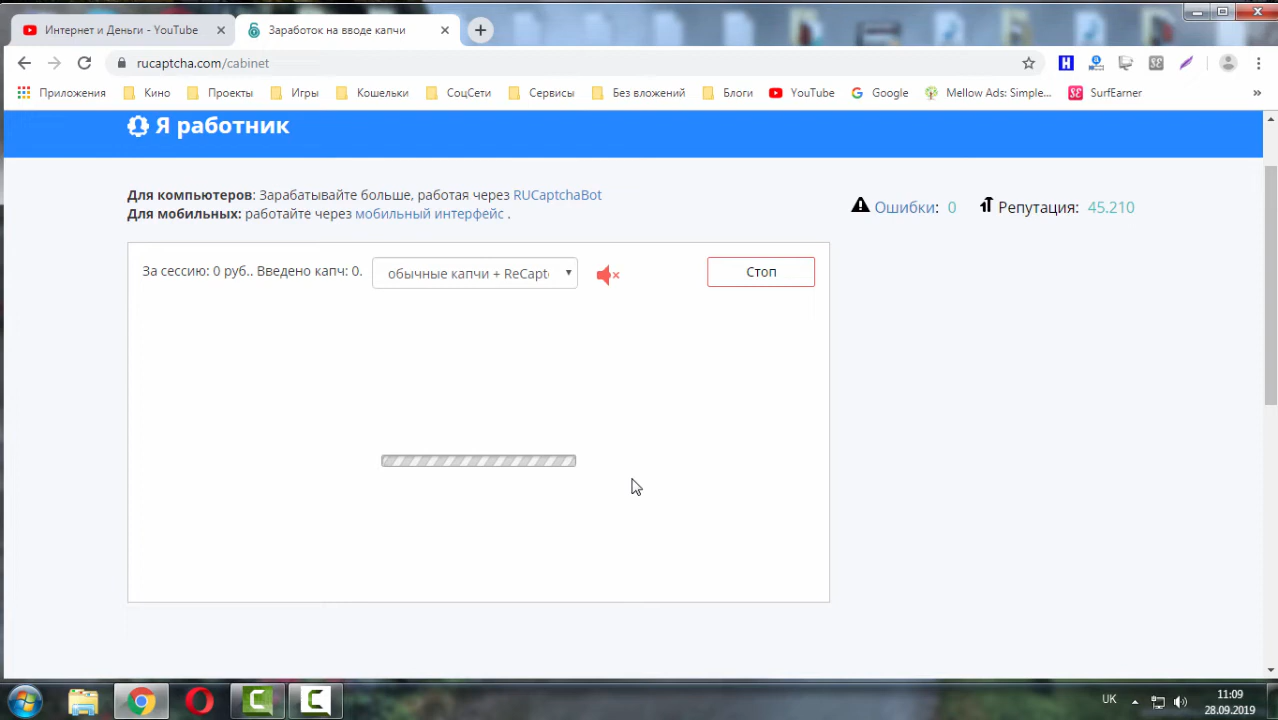 Интернет и Деньги - YouTube
Заработок на вводе капчи
rucaptcha.com/cabinet
Приложения Кино Проекты Игры Кошельки СоцСети Сервисы Без вложений Блоги YouTube Google Mellow Ads: Simple... SurfEarner »
Я работник
Для компьютеров: Зарабатывайте больше, работая через RUCaptchaBot
Для мобильных: работайте через мобильный интерфейс .
Ошибки: 0 Репутация: 45.210
За сессию: 0 руб.. Введено капч: 0. обычные капчи + ReCapt Стоп
UK
11:09
28.09.2019